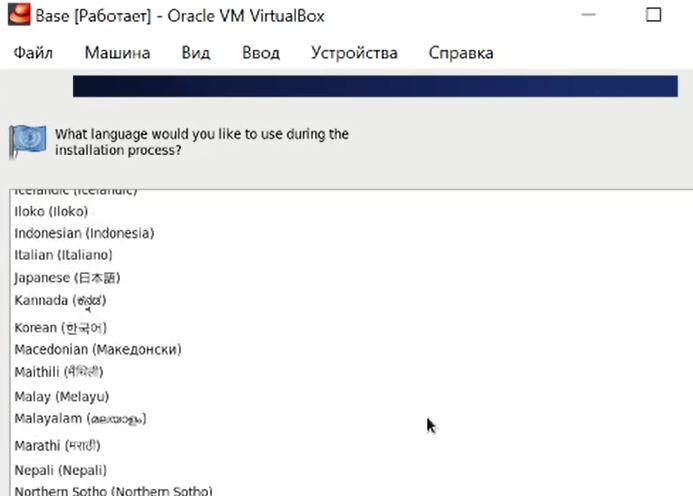 Base [Работает] - Oracle VM VirtualBox
Файл Машина Вид Ввод Устройства Справка
What language would you like to use during the
installation process?
Icelandic (Icelandic)
Iloko (Iloko)
Indonesian (Indonesia)
Italian (Italiano)
Japanese (日本語)
Kannada (ಕನ್ನಡ)
Korean (한국어)
Macedonian (Македонски)
Maithili (मैथिली)
Malay (Melayu)
Malayalam (മലയാളം)
Marathi (मराठी)
Nepali (Nepali)
Northern Sotho (Northern Sotho)